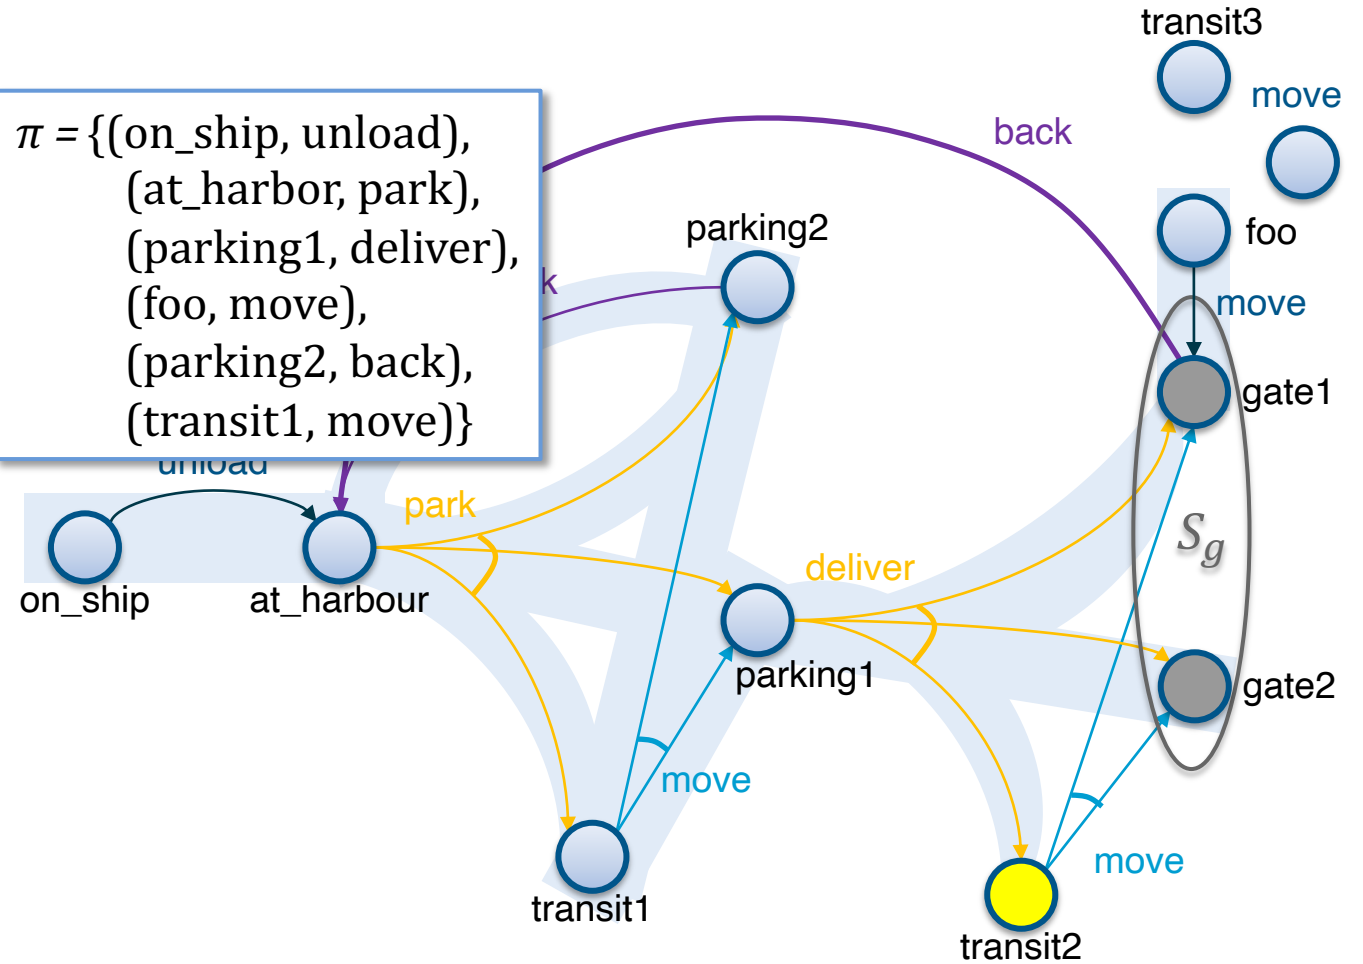 transit3
move
π = {(on_ship, unload),
(at_harbor, park),
(parking1, deliver),
(foo, move),
(parking2, back),
(transit1, move)}
back
parking2
foo
k
move
gate1
unload
park
S_g
deliver
on_ship
at_harbour
parking1
gate2
move
move
transit1
transit2